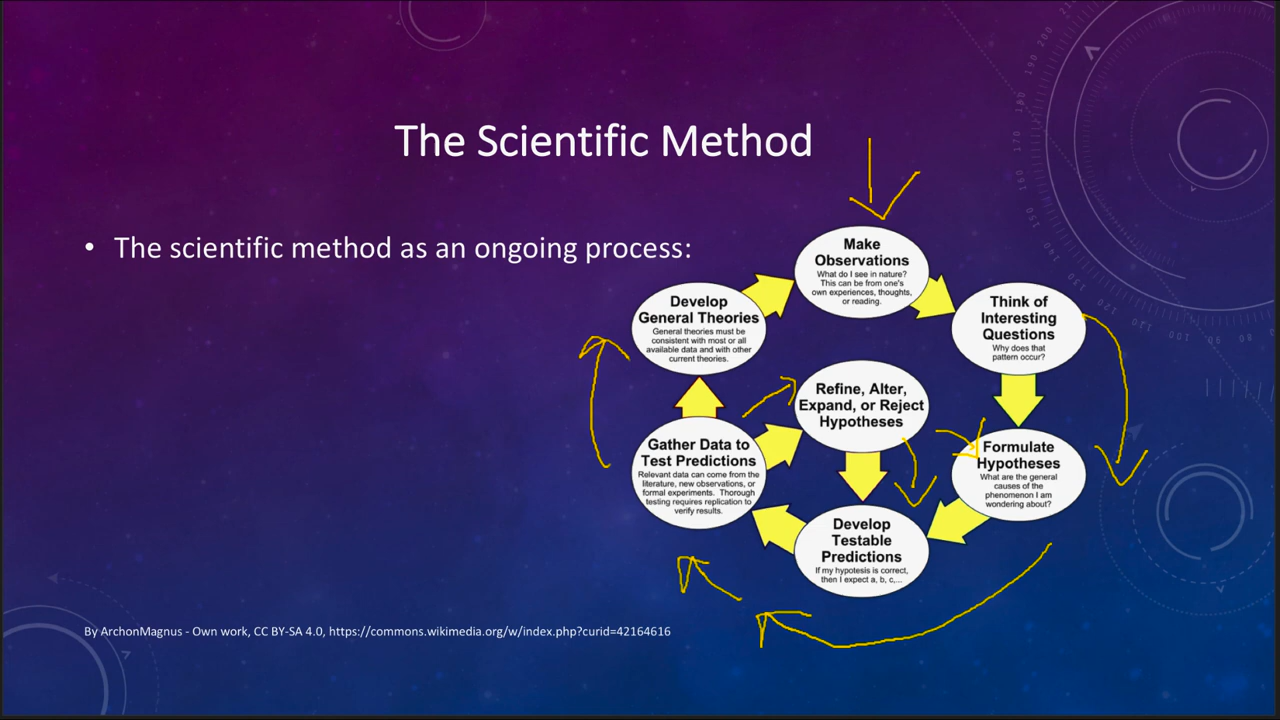 The Scientific Method
• The scientific method as an ongoing process:
Make
Observations
What do I see in nature?
This can be from one's
own experiences, thoughts,
or reading.
Think of
Interesting
Questions
Why does that
pattern occur?
Formulate
Hypotheses
What are the general
causes of the
phenomenon I am
wondering about?
Develop
Testable
Predictions
If my hypotesis is correct,
then I expect a, b, c,...
Gather Data to
Test Predictions
Relevant data can come from the
literature, new observations, or
formal experiments. Thorough
testing requires replication to
verify results.
Refine, Alter,
Expand, or Reject
Hypotheses
Develop
General Theories
General theories must be
consistent with most or all
available data and with other
current theories.
By ArchonMagnus - Own work, CC BY-SA 4.0, https://commons.wikimedia.org/w/index.php?curid=42164616